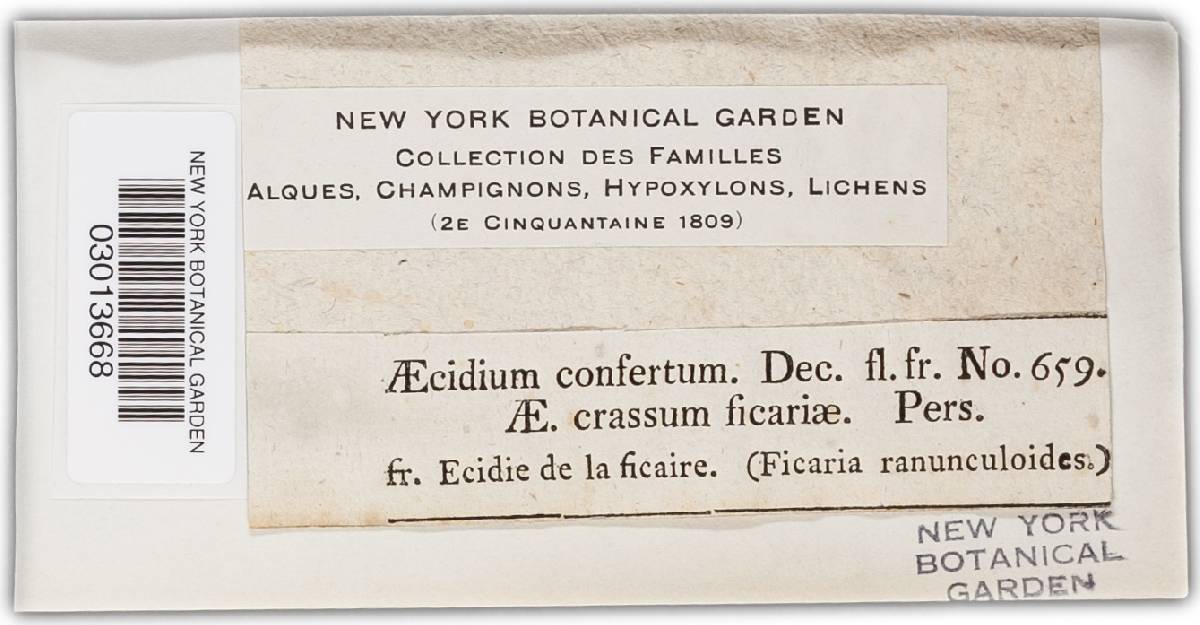 NEW YORK BOTANICAL GARDEN
03013668
NEW YORK BOTANICAL GARDEN
COLLECTION DES FAMILLES
ALQUES, CHAMPIGNONS, HYPOXYLONS, LICHENS
(2E CINQUANTAINE 1809)
Æcidium confertum. Dec. fl. fr. No. 659.
Æ. crassum ficariæ. Pers.
fr. Ecidie de la ficaire. (Ficaria ranunculoides.)
NEW YORK
BOTANICAL
GARDEN